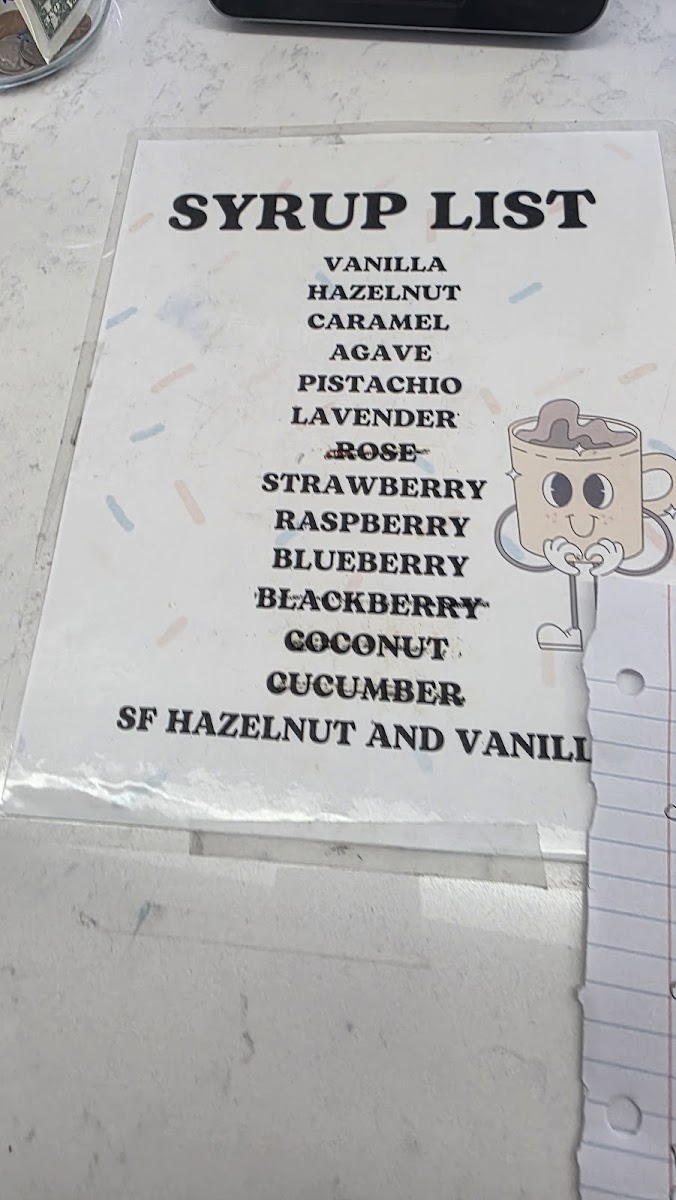 SYRUP LIST
VANILLA
HAZELNUT
CARAMEL
AGAVE
PISTACHIO
LAVENDER
ROSE
STRAWBERRY
RASPBERRY
BLUEBERRY
BLACKBERRY
COCONUT
CUCUMBER
SF HAZELNUT AND VANILL